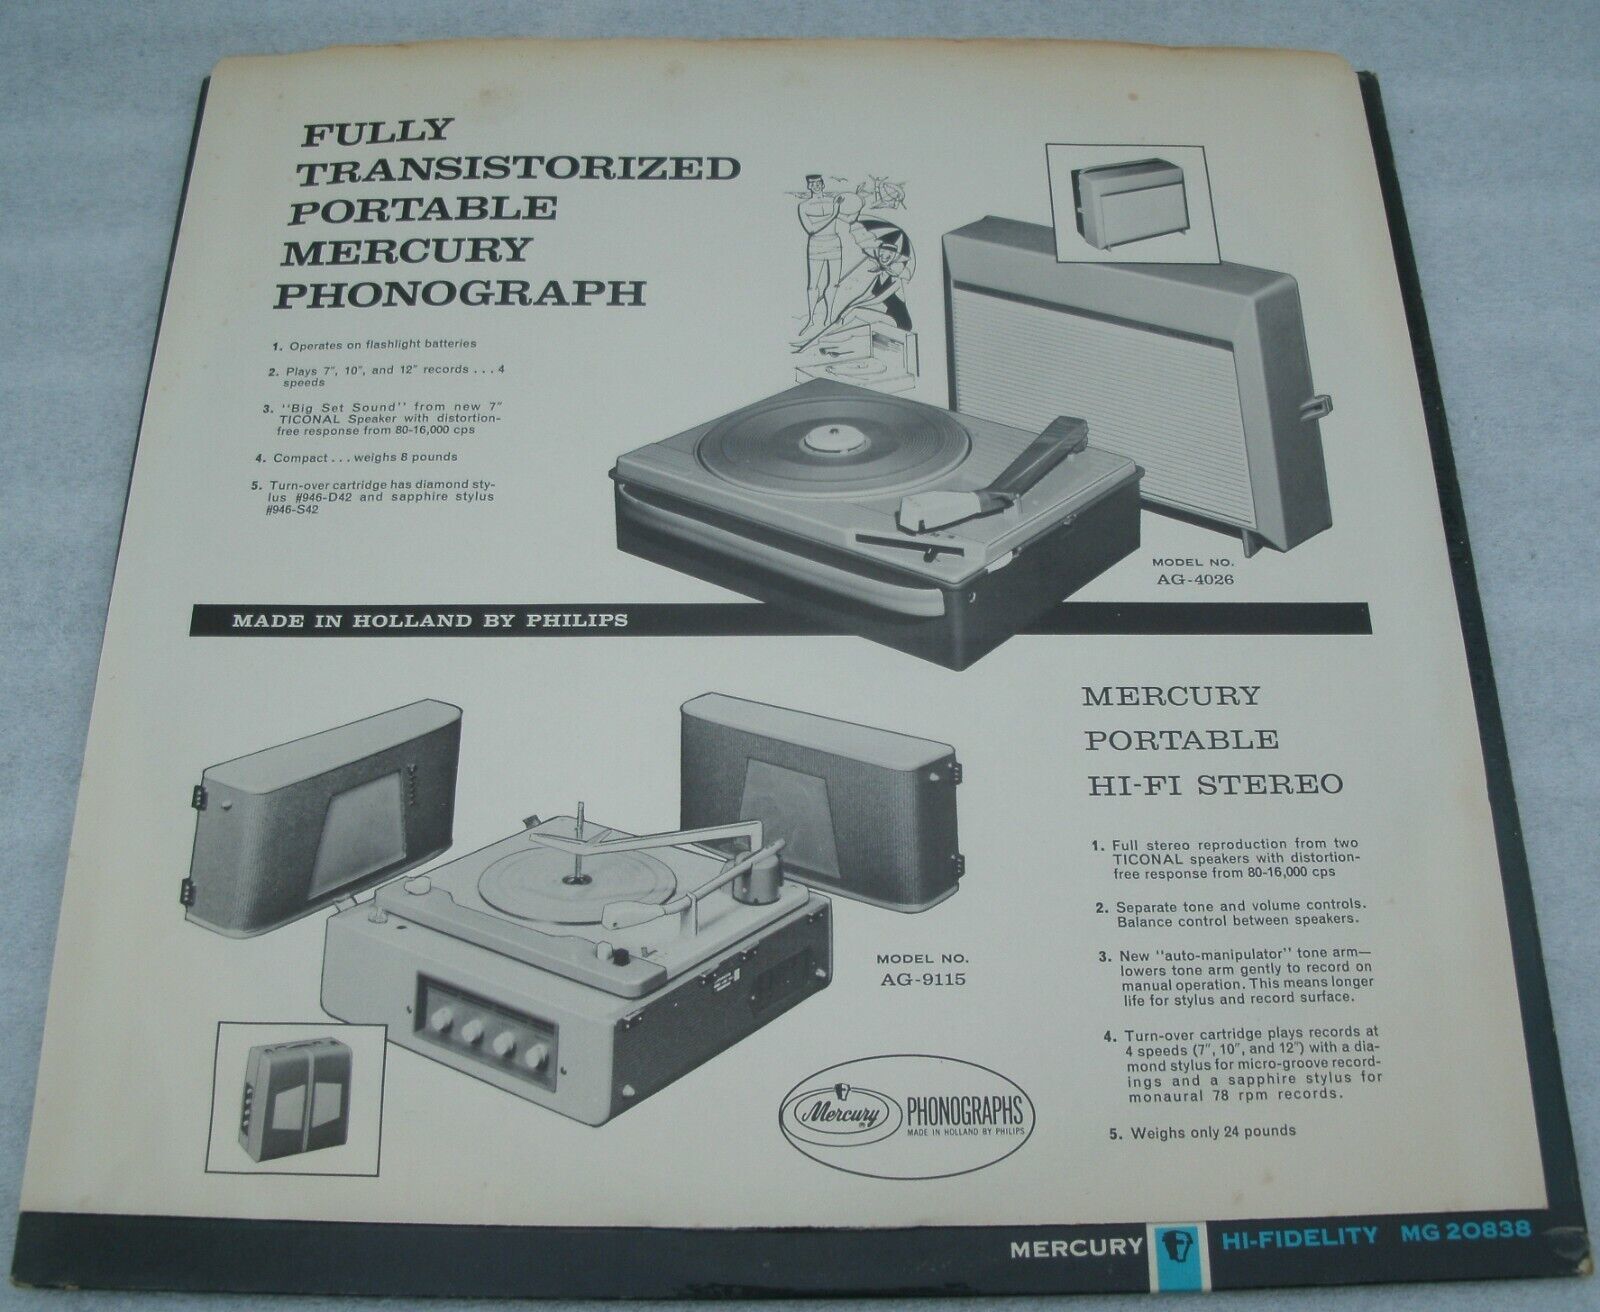 FULLY
TRANSISTORIZED
PORTABLE
MERCURY
PHONOGRAPH
1. Operates on flashlight batteries
2. Plays 7", 10", and 12" records . . . 4
speeds
3. "Big Set Sound" from new 7"
TICONAL Speaker with distortion-
free response from 80-16,000 cps
4. Compact . . . weighs 8 pounds
5. Turn-over cartridge has diamond sty-
lus #946-D42 and sapphire stylus
#946-S42
MODEL NO.
AG-4026
MADE IN HOLLAND BY PHILIPS
MERCURY
PORTABLE
HI-FI STEREO
1. Full stereo reproduction from two
TICONAL speakers with distortion-
free response from 80-16,000 cps
2. Separate tone and volume controls.
Balance control between speakers.
3. New "auto-manipulator" tone arm—
lowers tone arm gently to record on
manual operation. This means longer
life for stylus and record surface.
4. Turn-over cartridge plays records at
4 speeds (7", 10", and 12") with a dia-
mond stylus for micro-groove record-
ings and a sapphire stylus for
monaural 78 rpm records.
5. Weighs only 24 pounds
MODEL NO.
AG-9115
Mercury ®
PHONOGRAPHS
MADE IN HOLLAND BY PHILIPS
MERCURY HI-FIDELITY MG 20838